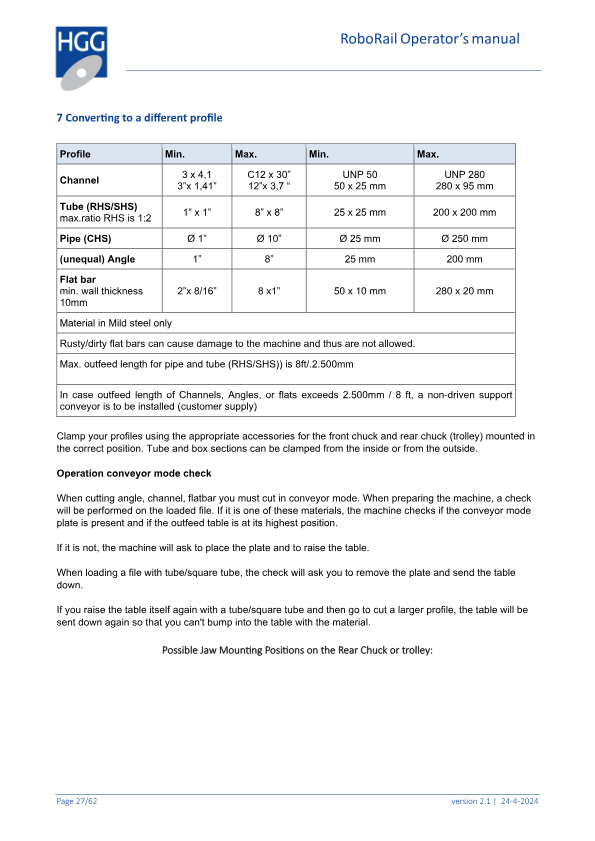 HGG
RoboRail Operator's manual
7 Converting to a different profile
Profile Min. Max. Min. Max.
Channel 3 x 4,1 C12 x 30" UNP 50 UNP 280
3"x 1,41" 12"x 3,7 " 50 x 25 mm 280 x 95 mm
Tube (RHS/SHS)
max.ratio RHS is 1:2 1" x 1" 8" x 8" 25 x 25 mm 200 x 200 mm
Pipe (CHS) Ø 1" Ø 10" Ø 25 mm Ø 250 mm
(unequal) Angle 1" 8" 25 mm 200 mm
Flat bar
min. wall thickness 2"x 8/16" 8 x1" 50 x 10 mm 280 x 20 mm
10mm
Material in Mild steel only
Rusty/dirty flat bars can cause damage to the machine and thus are not allowed.
Max. outfeed length for pipe and tube (RHS/SHS)) is 8ft/.2.500mm
In case outfeed length of Channels, Angles, or flats exceeds 2.500mm / 8 ft, a non-driven support
conveyor is to be installed (customer supply)
Clamp your profiles using the appropriate accessories for the front chuck and rear chuck (trolley) mounted in
the correct position. Tube and box sections can be clamped from the inside or from the outside.
Operation conveyor mode check
When cutting angle, channel, flatbar you must cut in conveyor mode. When preparing the machine, a check
will be performed on the loaded file. If it is one of these materials, the machine checks if the conveyor mode
plate is present and if the outfeed table is at its highest position.
If it is not, the machine will ask to place the plate and to raise the table.
When loading a file with tube/square tube, the check will ask you to remove the plate and send the table
down.
If you raise the table itself again with a tube/square tube and then go to cut a larger profile, the table will be
sent down again so that you can't bump into the table with the material.
Possible Jaw Mounting Positions on the Rear Chuck or trolley:
Page 27/62 version 2.1 | 24-4-2024